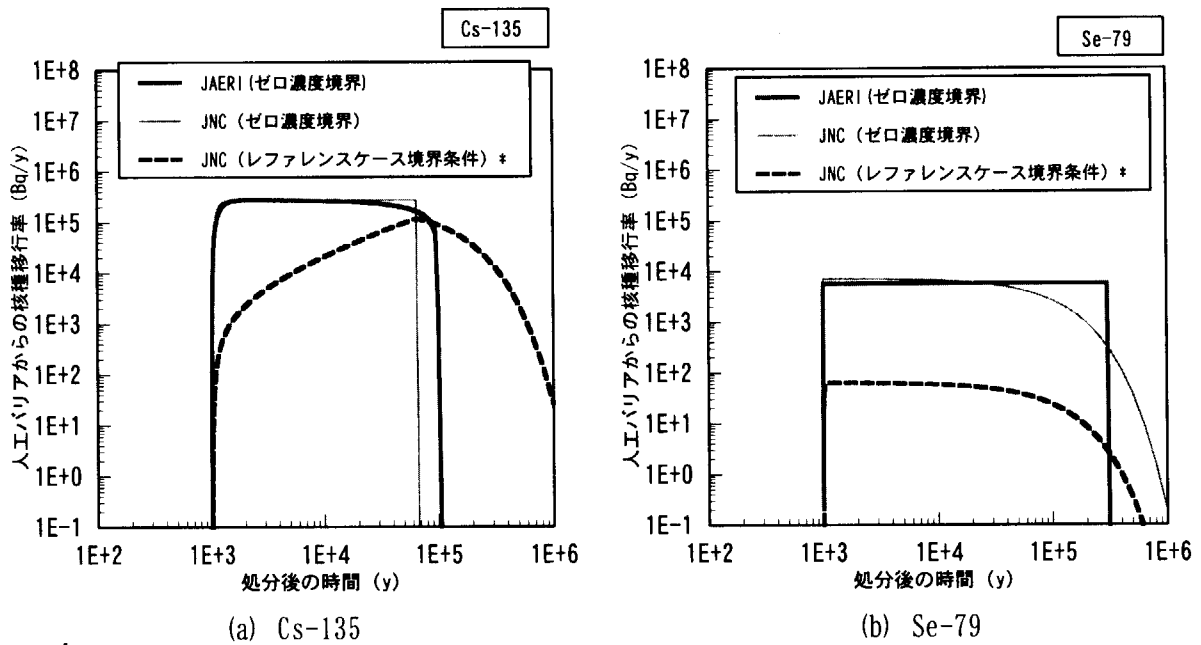 Cs-135
1E+8
1E+7
1E+6
1E+5
1E+4
1E+3
1E+2
1E+1
1E+0
1E-1
人工バリアからの核種移行率 (Bq/y)
JAERI(ゼロ濃度境界)
JNC (ゼロ濃度境界)
JNC (レファレンスケース境界条件) *
1E+2 1E+3 1E+4 1E+5 1E+6
処分後の時間 (y)
(a) Cs-135
Se-79
1E+8
1E+7
1E+6
1E+5
1E+4
1E+3
1E+2
1E+1
1E+0
1E-1
人工バリアからの核種移行率 (Bq/y)
JAERI(ゼロ濃度境界)
JNC (ゼロ濃度境界)
JNC (レファレンスケース境界条件) *
1E+2 1E+3 1E+4 1E+5 1E+6
処分後の時間 (y)
(b) Se-79